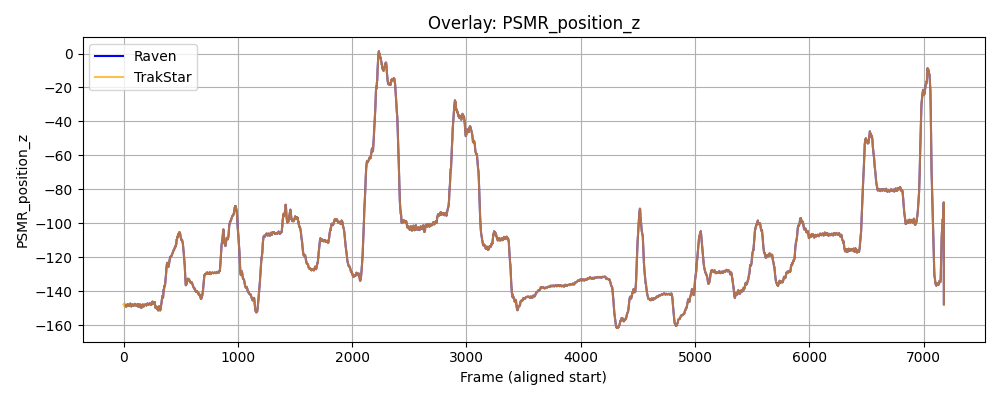 Overlay: PSMR_position_z
Raven
TrakStar
PSMR_position_z
0
−20
−40
−60
−80
−100
−120
−140
−160
0 1000 2000 3000 4000 5000 6000 7000
Frame (aligned start)